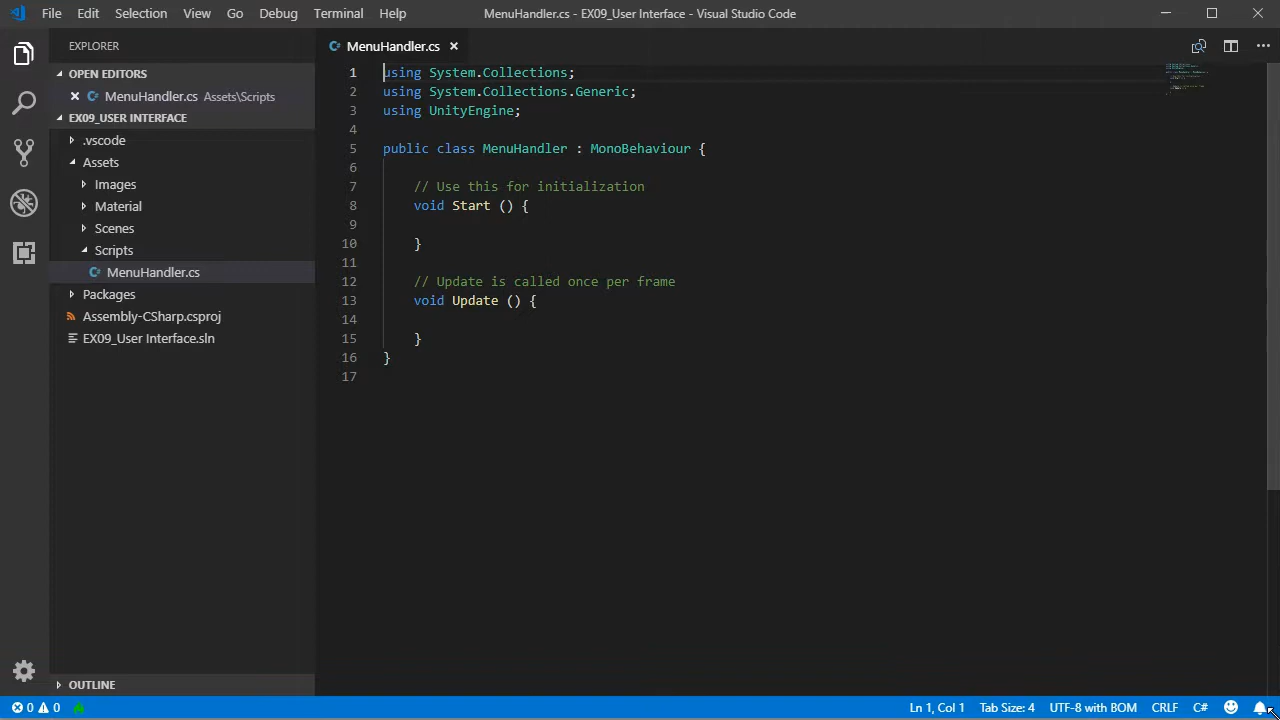 File Edit Selection View Go Debug Terminal Help MenuHandler.cs - EX09_User Interface - Visual Studio Code
EXPLORER
OPEN EDITORS
MenuHandler.cs Assets\Scripts
EX09_USER INTERFACE
.vscode
Assets
Images
Material
Scenes
Scripts
MenuHandler.cs
Packages
Assembly-CSharp.csproj
EX09_User Interface.sln
OUTLINE
MenuHandler.cs
1 using System.Collections;
2 using System.Collections.Generic;
3 using UnityEngine;
4
5 public class MenuHandler : MonoBehaviour {
6
7 // Use this for initialization
8 void Start () {
9
10 }
11
12 // Update is called once per frame
13 void Update () {
14
15 }
16 }
17
0 0 Ln 1, Col 1 Tab Size: 4 UTF-8 with BOM CRLF C#